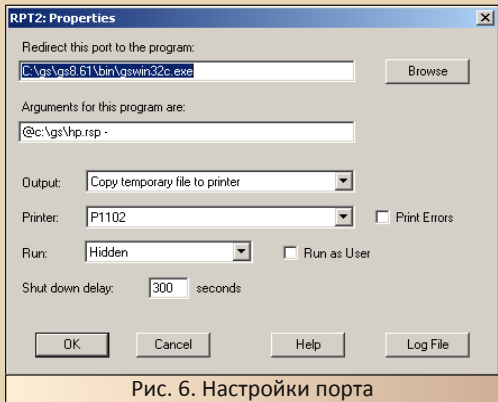 RPT2: Properties
Redirect this port to the program:
C:\gs\gs8.61\bin\gswin32c.exe
Browse
Arguments for this program are:
@c:\gs\hp.rsp -
Output: Copy temporary file to printer
Printer: P1102 Print Errors
Run: Hidden Run as User
Shut down delay: 300 seconds
OK Cancel Help Log File
Рис. 6. Настройки порта